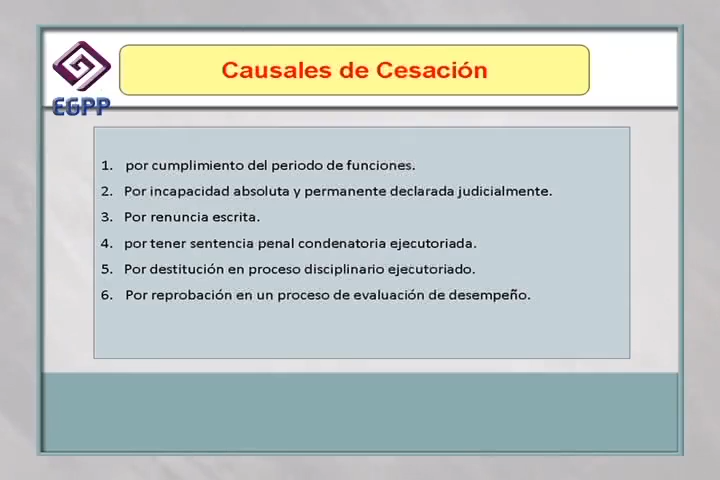 Causales de Cesación
EGPP
1. por cumplimiento del periodo de funciones.
2. Por incapacidad absoluta y permanente declarada judicialmente.
3. Por renuncia escrita.
4. por tener sentencia penal condenatoria ejecutoriada.
5. Por destitución en proceso disciplinario ejecutoriado.
6. Por reprobación en un proceso de evaluación de desempeño.